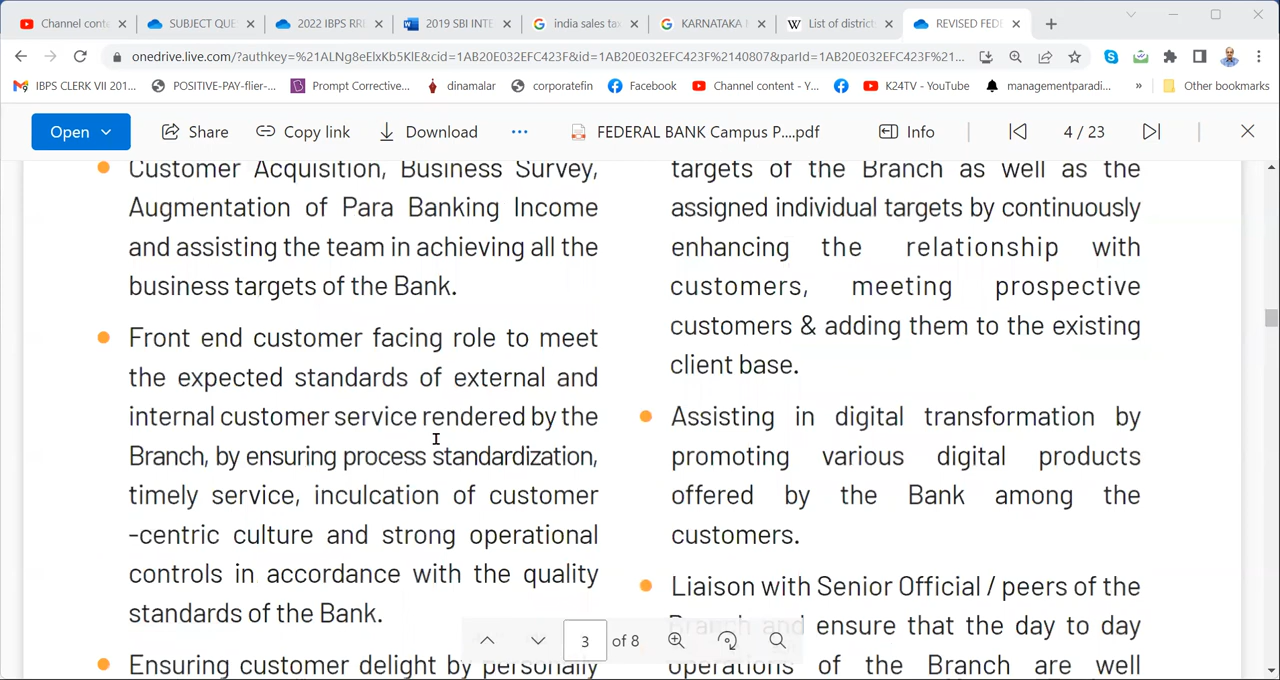 Channel conte
SUBJECT QUE
2022 IBPS RRI
2019 SBI INTE
india sales tax
KARNATAKA
List of district
REVISED FEDE
onedrive.live.com/?authkey=%21ALNg8eElxKb5KlE&cid=1AB20E032EFC423F&id=1AB20E032EFC423F%2140807&parId=1AB20E032EFC423F%21...
IBPS CLERK VII 201...
POSITIVE-PAY-flier-...
Prompt Corrective...
dinamalar
corporatefin
Facebook
Channel content - Y...
K24TV - YouTube
managementparadi...
»
Other bookmarks
Open
Share
Copy link
Download
...
FEDERAL BANK Campus P....pdf
Info
4 / 23
Customer Acquisition, Business Survey,
Augmentation of Para Banking Income
and assisting the team in achieving all the
business targets of the Bank.
Front end customer facing role to meet
the expected standards of external and
internal customer service rendered by the
Branch, by ensuring process standardization,
timely service, inculcation of customer
-centric culture and strong operational
controls in accordance with the quality
standards of the Bank.
Ensuring customer delight by personally
targets of the Branch as well as the
assigned individual targets by continuously
enhancing the relationship with
customers, meeting prospective
customers & adding them to the existing
client base.
Assisting in digital transformation by
promoting various digital products
offered by the Bank among the
customers.
Liaison with Senior Official / peers of the
Branch and ensure that the day to day
operations of the Branch are well
3 of 8